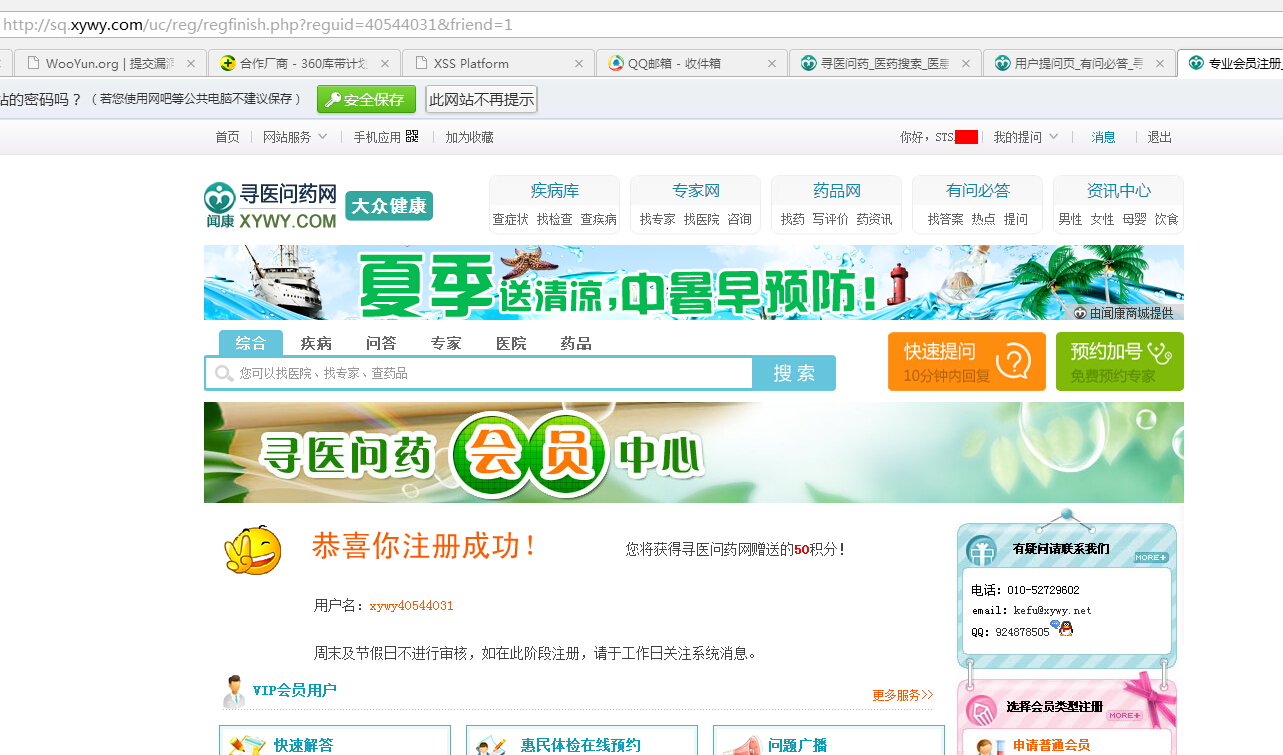 http://sq.xywy.com/uc/reg/regfinish.php?reguid=40544031&friend=1
WooYun.org | 提交漏 合作厂商 - 360库带计划 XSS Platform QQ邮箱 - 收件箱 寻医问药_医药搜索_医 用户提问页_有问必答_寻 专业会员注册_
站的密码吗？（若您使用网吧等公共电脑不建议保存） 安全保存 此网站不再提示
首页 网站服务 手机应用 加为收藏 你好，STS 我的提问 消息 退出
寻医问药网
闻康 XYWY.COM 大众健康
疾病库 专家网 药品网 有问必答 资讯中心
查症状 找检查 查疾病 找专家 找医院 咨询 找药 写评价 药资讯 找答案 热点 提问 男性 女性 母婴 饮食
夏季送清凉，中暑早预防！
由闻康商城提供
综合 疾病 问答 专家 医院 药品
您可以找医院、找专家、查药品 搜 索
快速提问
10分钟内回复
预约加号
免费预约专家
寻医问药 会员 中心
恭喜你注册成功！ 您将获得寻医问药网赠送的50积分！
用户名：xywy40544031
周末及节假日不进行审核，如在此阶段注册，请于工作日关注系统消息。
VIP会员用户 更多服务>>
快速解答 惠民体检在线预约 问题广播
有疑问请联系我们 MORE+
电话：010-52729602
email: kefu@xywy.net
QQ: 924878505
选择会员类型注册 MORE+
申请普通会员